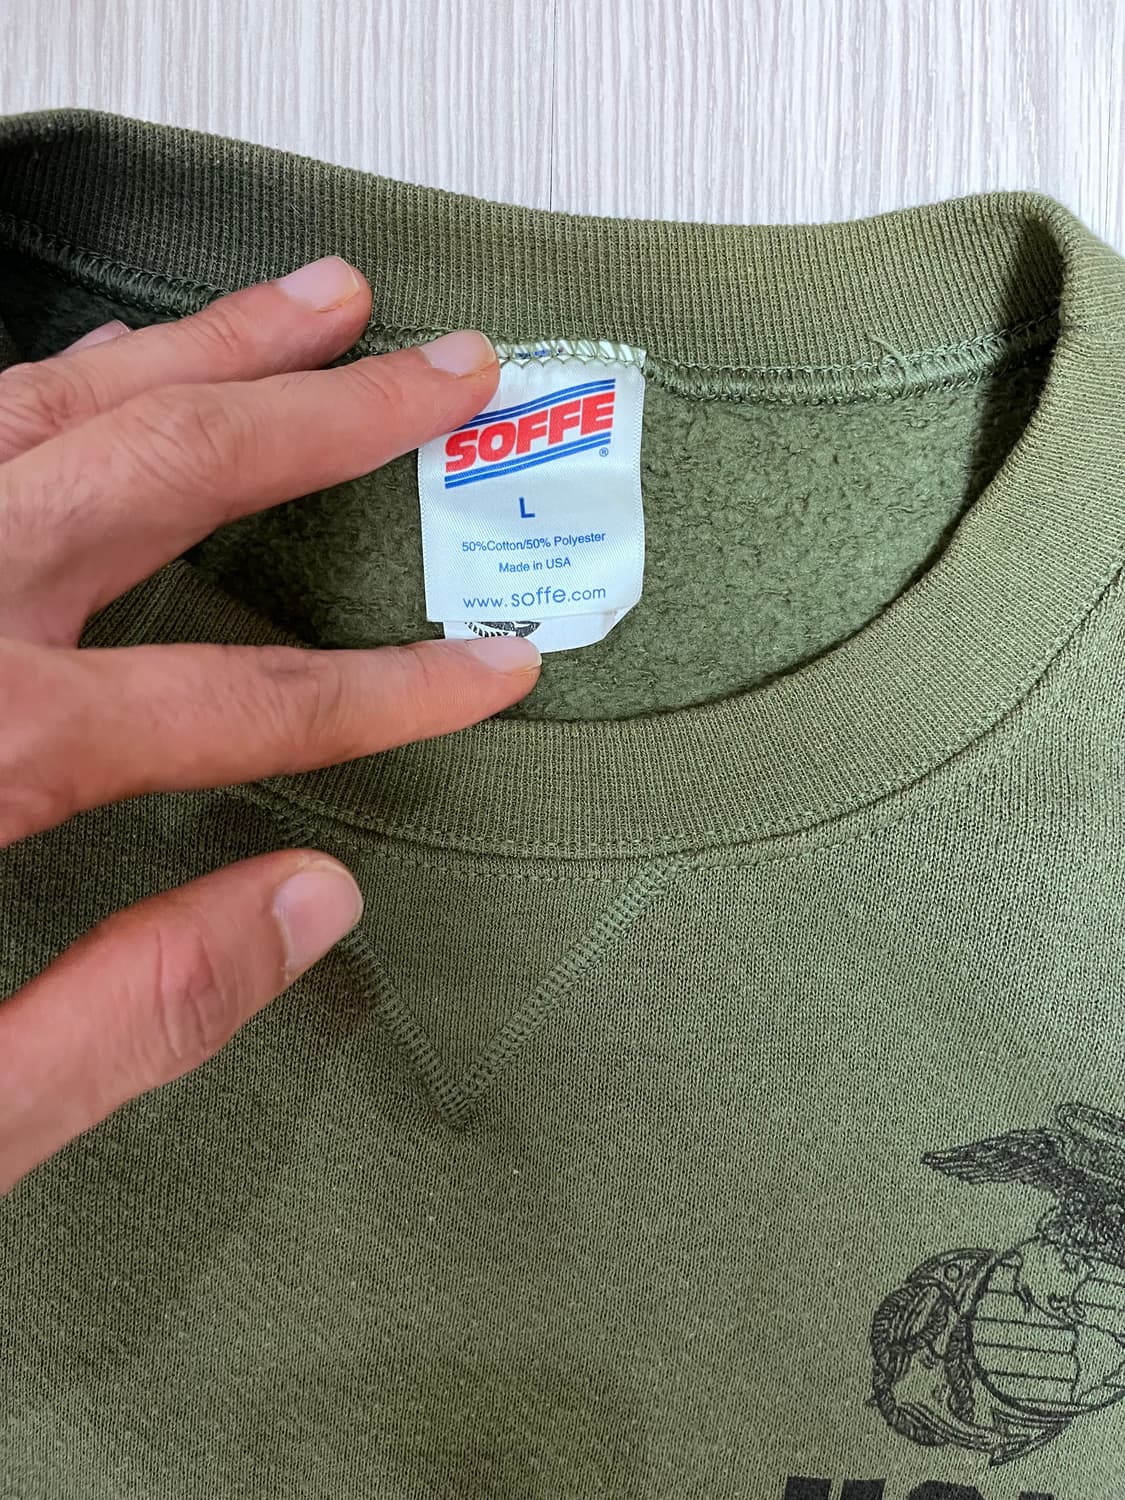 SOFFE
®
L
50%Cotton/50% Polyester
Made in USA
www.soffe.com